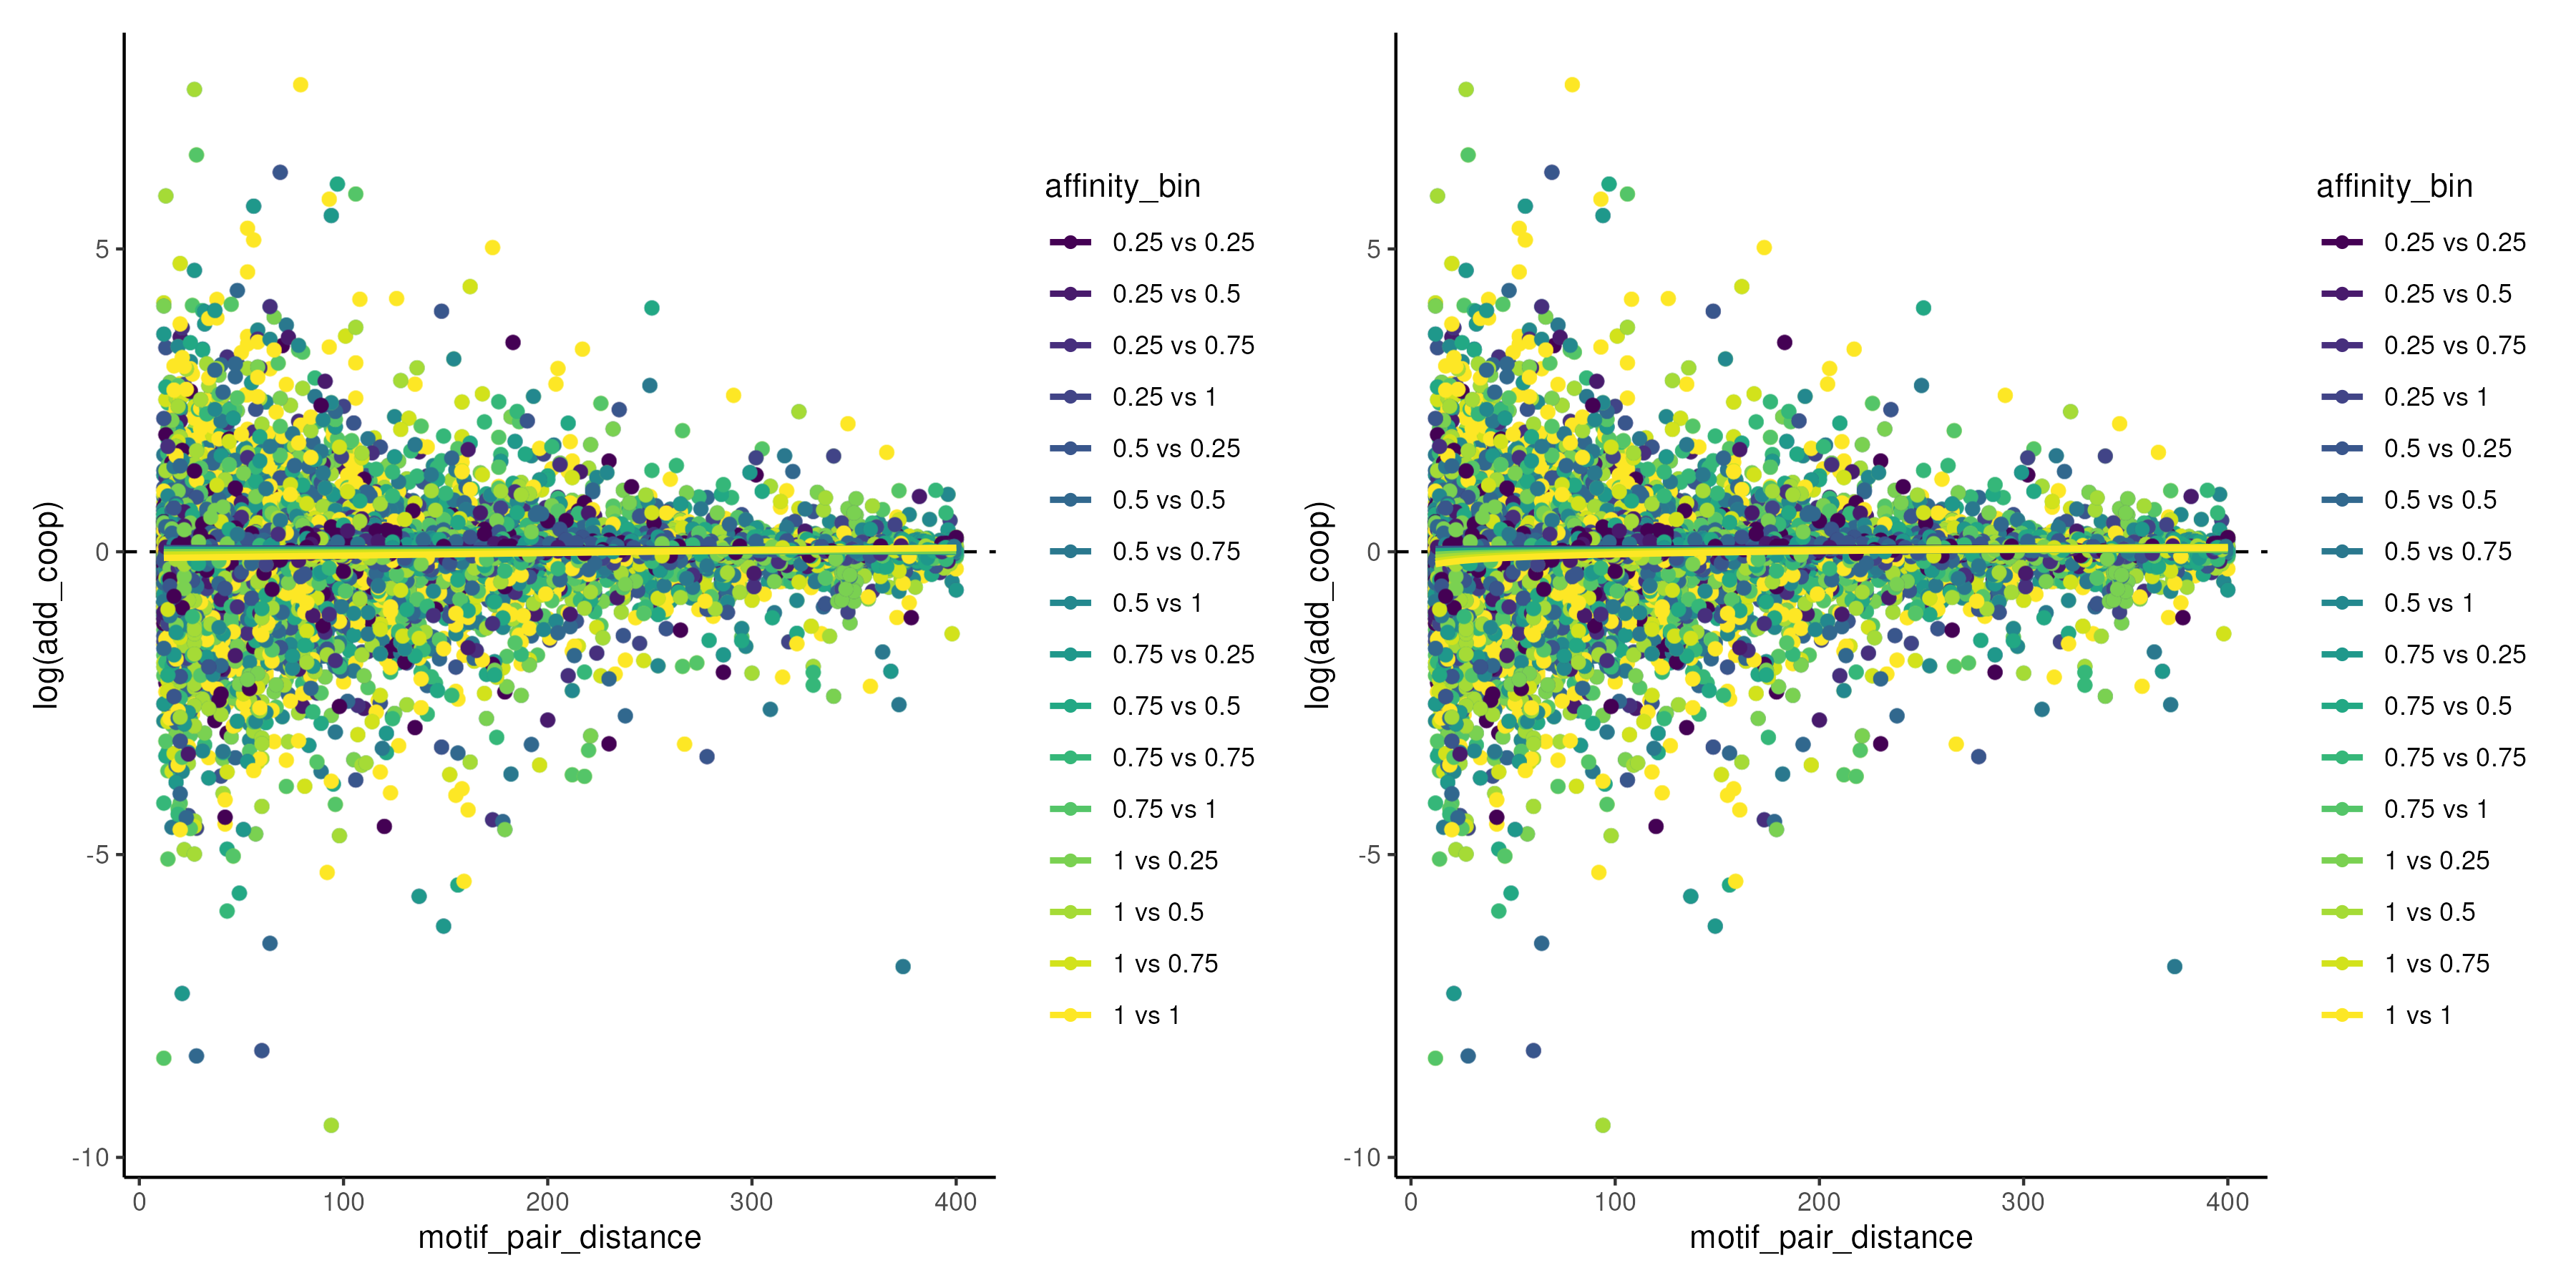 log(add_coop)
5
0
-5
-10
0
100
200
300
400
motif_pair_distance
affinity_bin
0.25 vs 0.25
0.25 vs 0.5
0.25 vs 0.75
0.25 vs 1
0.5 vs 0.25
0.5 vs 0.5
0.5 vs 0.75
0.5 vs 1
0.75 vs 0.25
0.75 vs 0.5
0.75 vs 0.75
0.75 vs 1
1 vs 0.25
1 vs 0.5
1 vs 0.75
1 vs 1
log(add_coop)
5
0
-5
-10
0
100
200
300
400
motif_pair_distance
affinity_bin
0.25 vs 0.25
0.25 vs 0.5
0.25 vs 0.75
0.25 vs 1
0.5 vs 0.25
0.5 vs 0.5
0.5 vs 0.75
0.5 vs 1
0.75 vs 0.25
0.75 vs 0.5
0.75 vs 0.75
0.75 vs 1
1 vs 0.25
1 vs 0.5
1 vs 0.75
1 vs 1